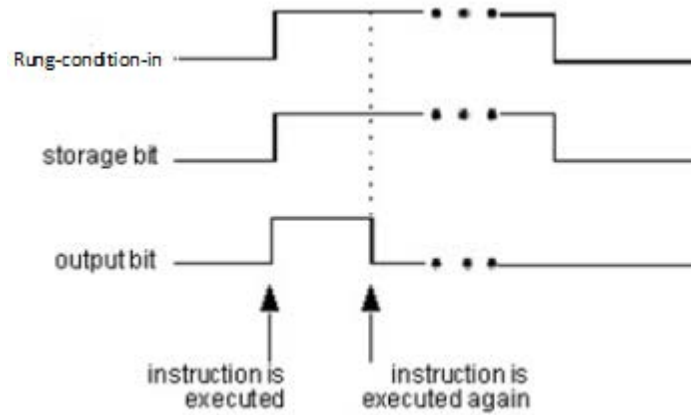 Rung-condition-in
storage bit
output bit
instruction is
executed
instruction is
executed again